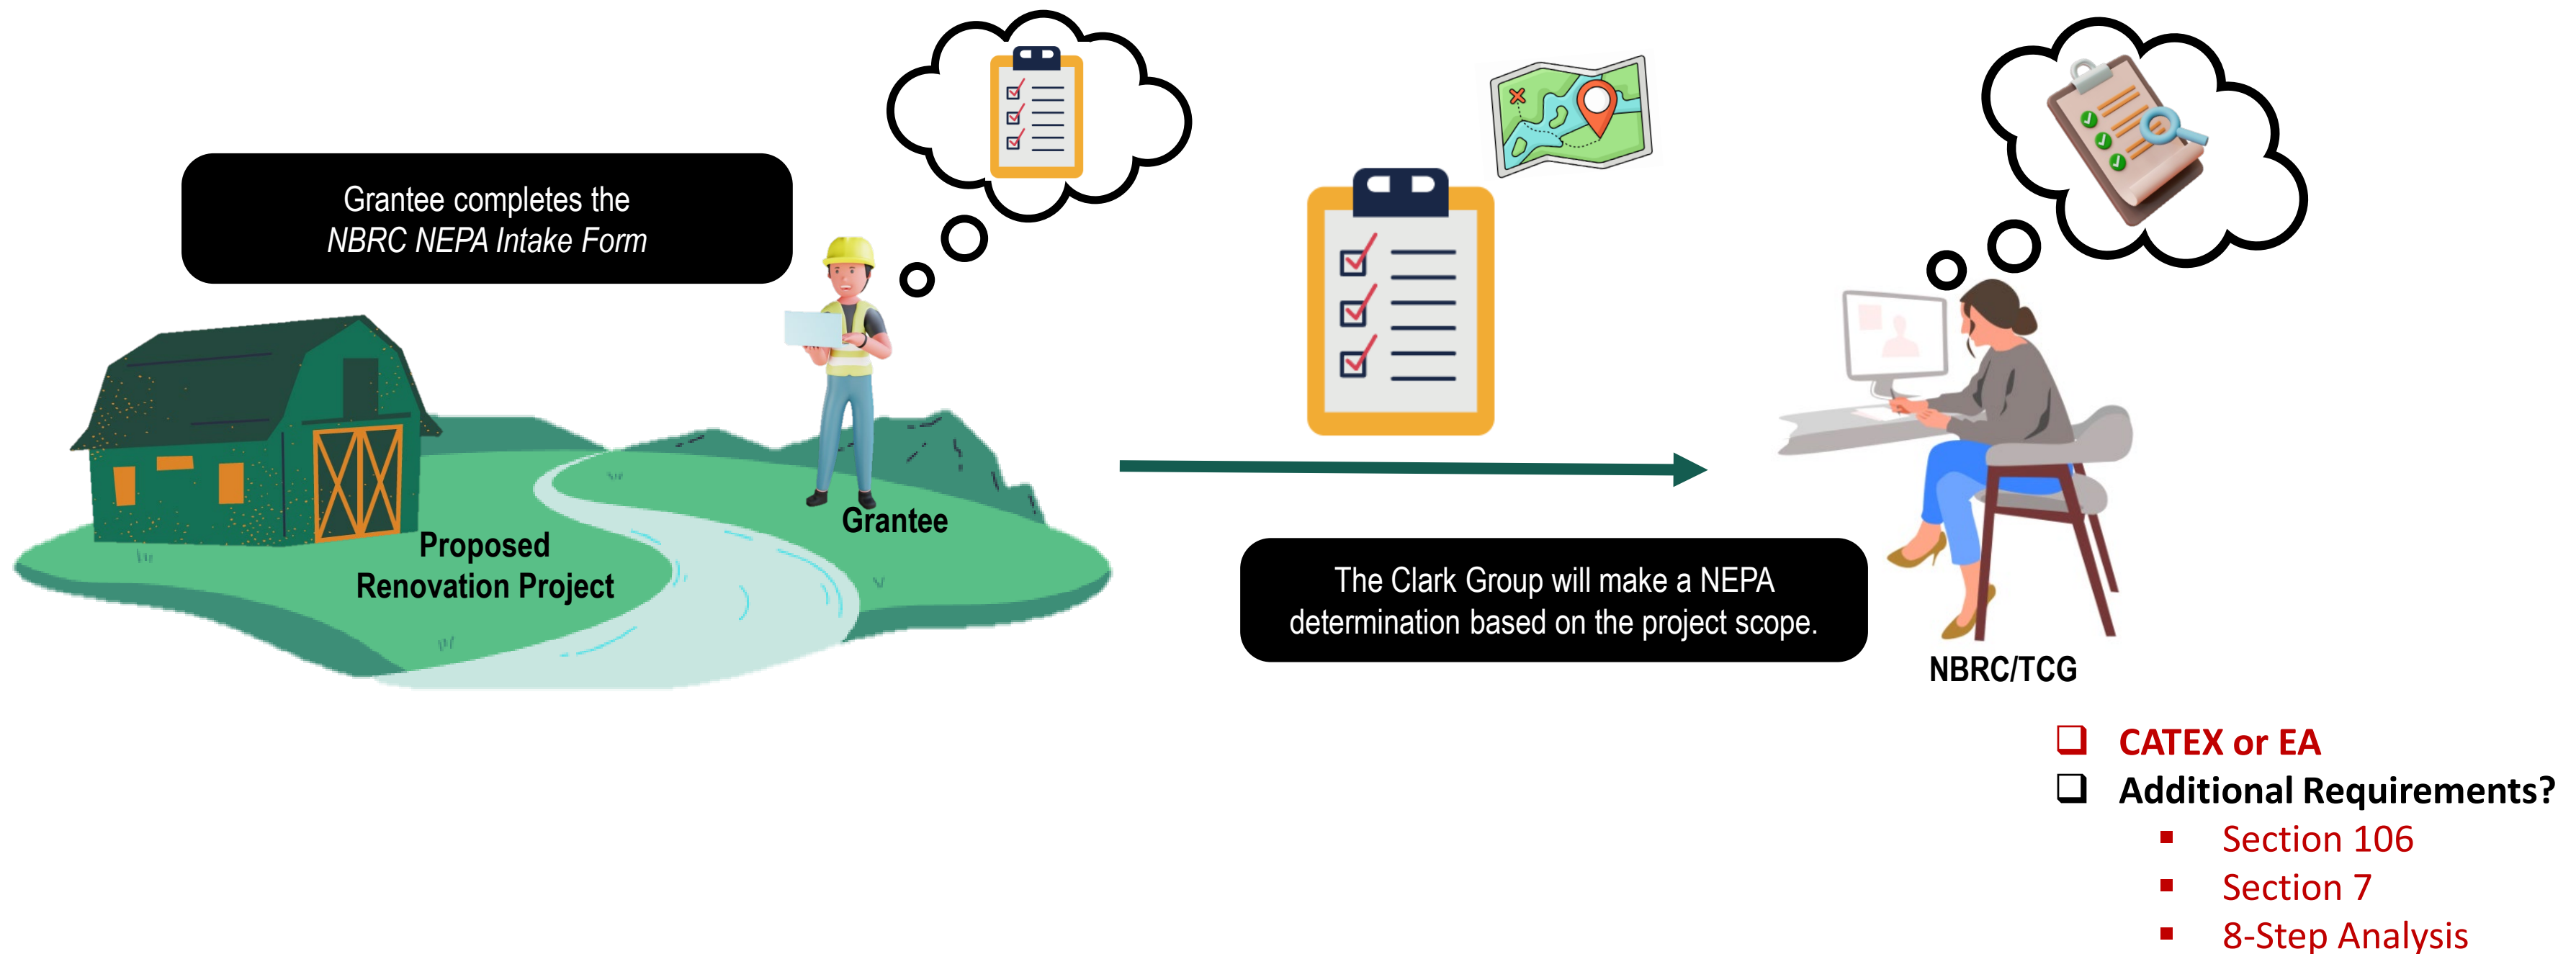 Grantee completes the
NBRC NEPA Intake Form
Proposed
Renovation Project
Grantee
The Clark Group will make a NEPA
determination based on the project scope.
NBRC/TCG
CATEX or EA
Additional Requirements?
Section 106
Section 7
8-Step Analysis